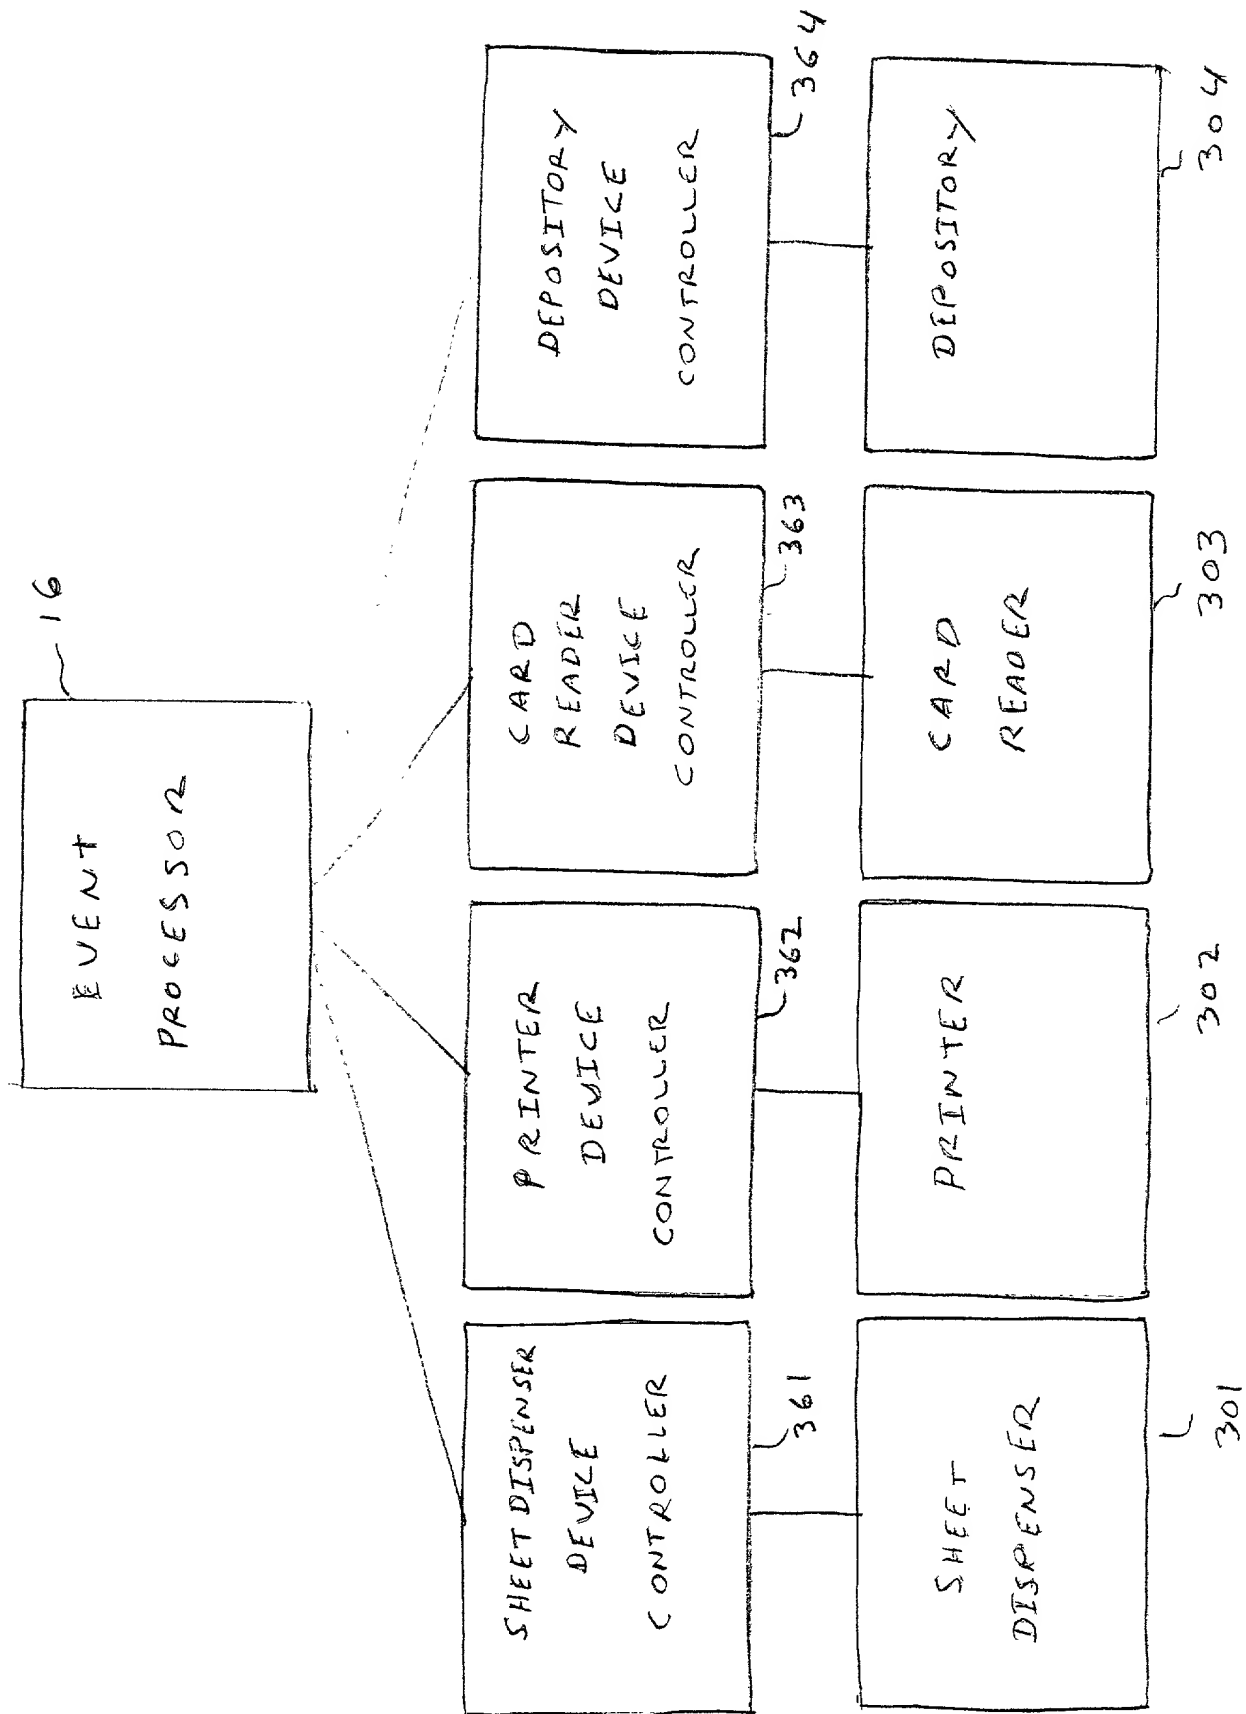 EVENT
PROCESSOR
16
SHEET DISPENSER
DEVICE
CONTROLLER
361
PRINTER
DEVICE
CONTROLLER
362
CARD
READER
DEVICE
CONTROLLER
363
DEPOSITORY
DEVICE
CONTROLLER
364
SHEET
DISPENSER
301
PRINTER
302
CARD
READER
303
DEPOSITORY
304